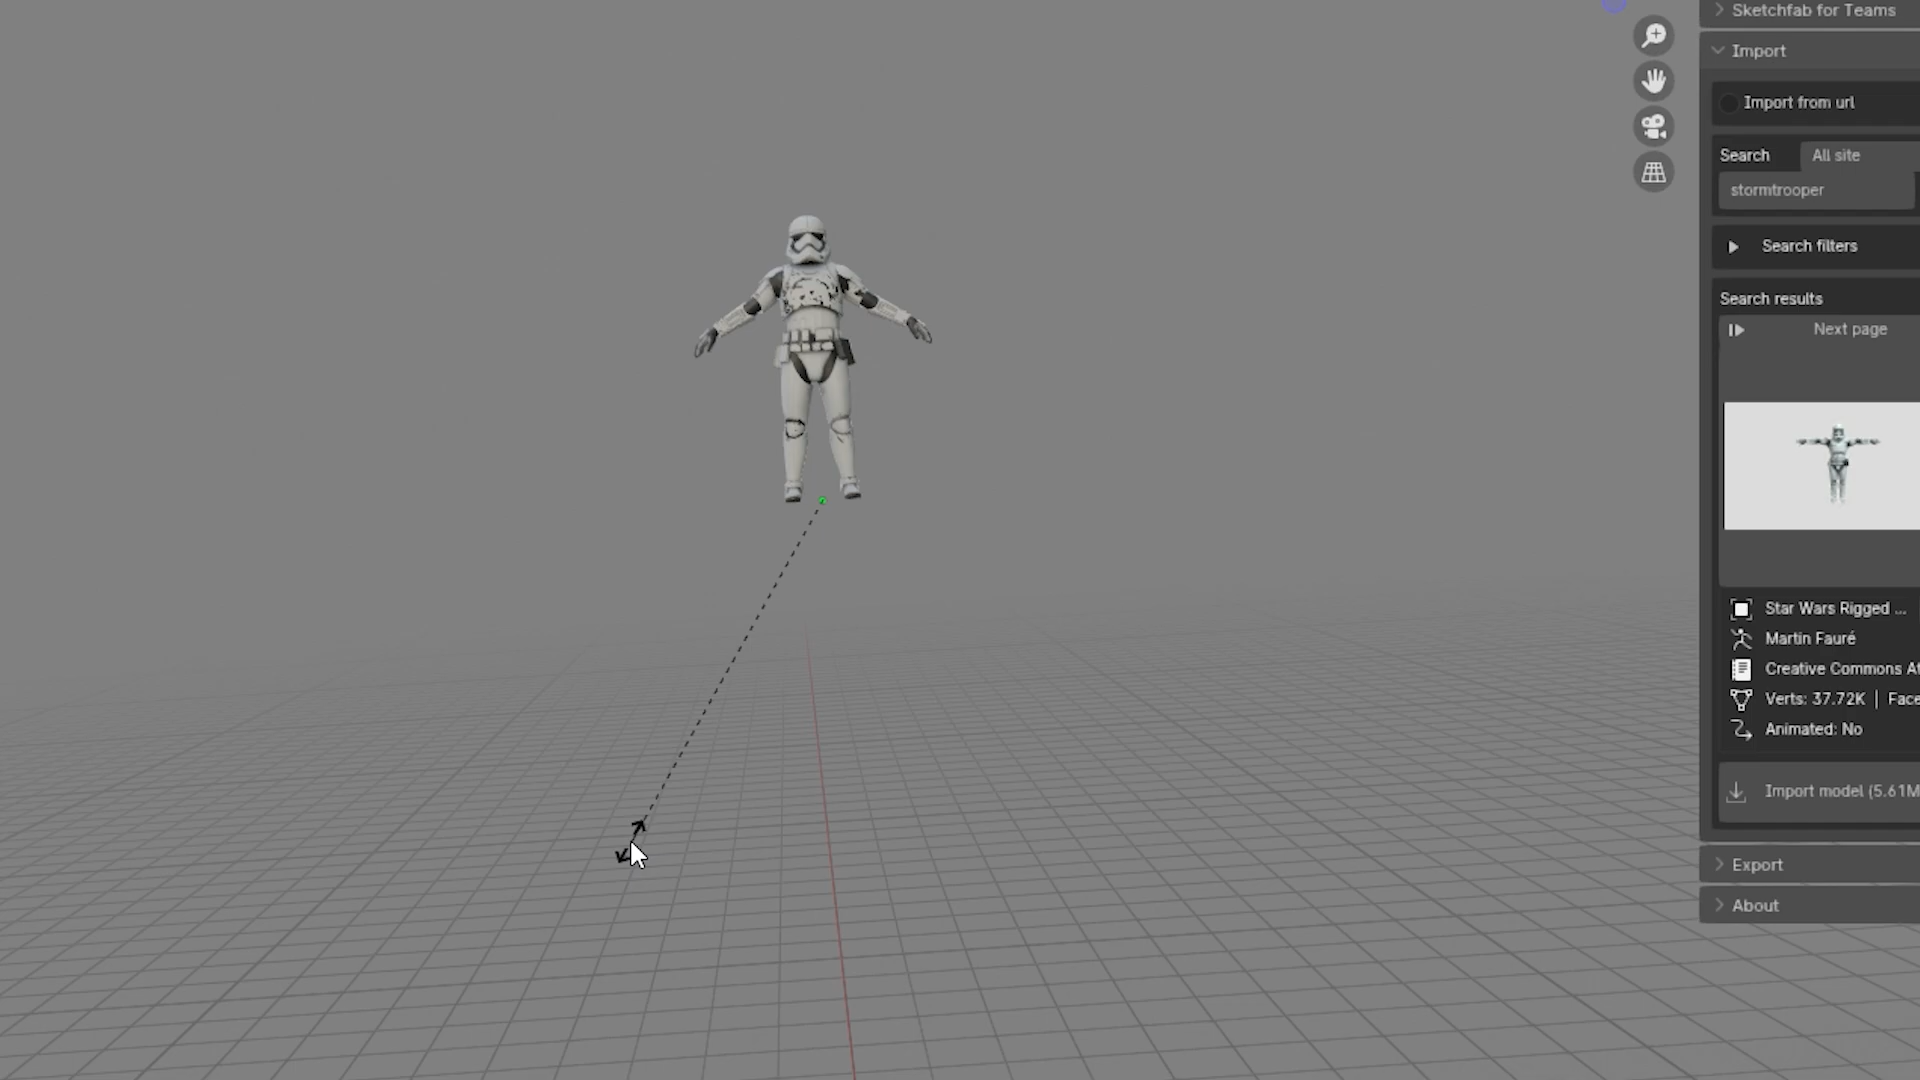 Sketchfab for Teams
Import
Import from url
Search
All site
stormtrooper
Search filters
Search results
Next page
Star Wars Rigged ...
Martin Fauré
Creative Commons At
Verts: 37.72K | Face
Animated: No
Import model (5.61M
Export
About